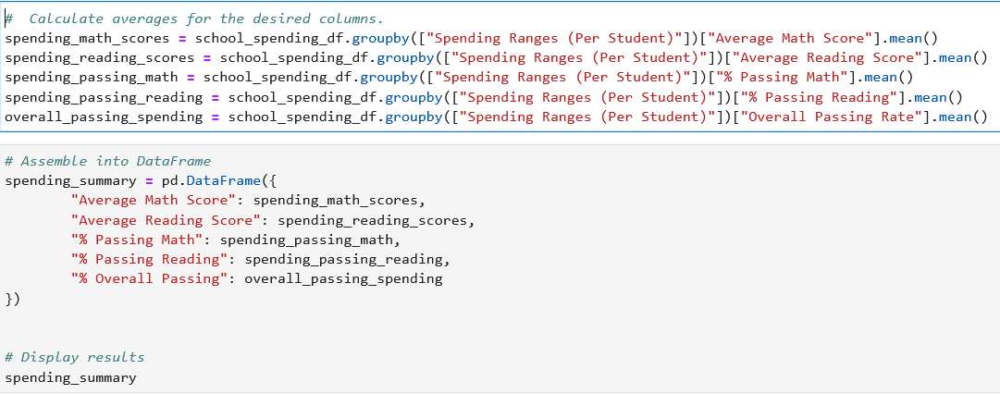 #  Calculate averages for the desired columns.
spending_math_scores = school_spending_df.groupby(["Spending Ranges (Per Student)"])["Average Math Score"].mean()
spending_reading_scores = school_spending_df.groupby(["Spending Ranges (Per Student)"])["Average Reading Score"].mean()
spending_passing_math = school_spending_df.groupby(["Spending Ranges (Per Student)"])["% Passing Math"].mean()
spending_passing_reading = school_spending_df.groupby(["Spending Ranges (Per Student)"])["% Passing Reading"].mean()
overall_passing_spending = school_spending_df.groupby(["Spending Ranges (Per Student)"])["Overall Passing Rate"].mean()
# Assemble into DataFrame
spending_summary = pd.DataFrame({
        "Average Math Score": spending_math_scores,
        "Average Reading Score": spending_reading_scores,
        "% Passing Math": spending_passing_math,
        "% Passing Reading": spending_passing_reading,
        "% Overall Passing": overall_passing_spending
})
# Display results
spending_summary